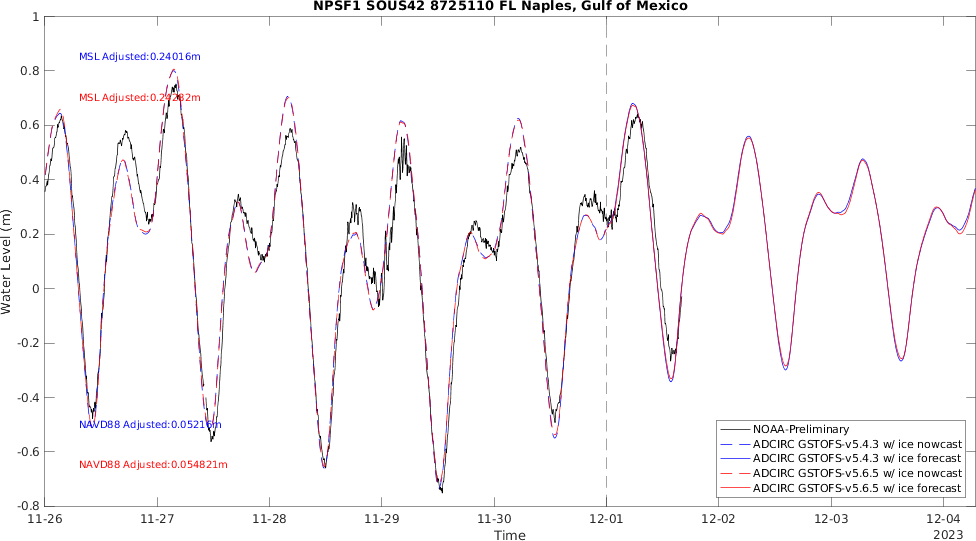 NPSF1 SOUS42 8725110 FL Naples, Gulf of Mexico
1
0.8
0.6
0.4
0.2
0
-0.2
-0.4
-0.6
-0.8
Water Level (m)
MSL Adjusted:0.24016m
MSL Adjusted:0.24282m
NAVD88 Adjusted:0.05216m
NAVD88 Adjusted:0.054821m
NOAA-Preliminary
ADCIRC GSTOFS-v5.4.3 w/ ice nowcast
ADCIRC GSTOFS-v5.4.3 w/ ice forecast
ADCIRC GSTOFS-v5.6.5 w/ ice nowcast
ADCIRC GSTOFS-v5.6.5 w/ ice forecast
11-26 11-27 11-28 11-29 11-30 12-01 12-02 12-03 12-04
Time
2023